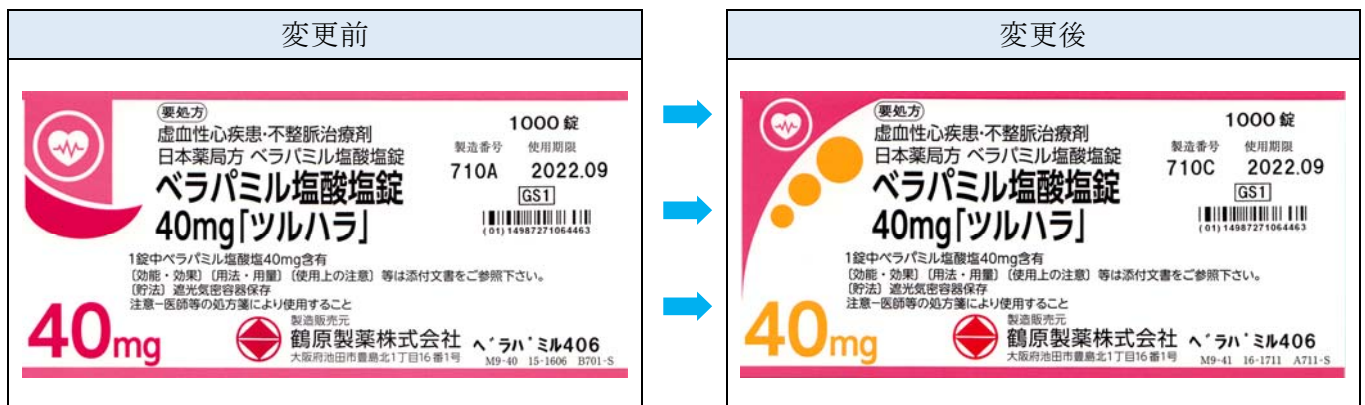 変更前
要処方
虚血性心疾患・不整脈治療剤
日本薬局方 ベラパミル塩酸塩錠
ベラパミル塩酸塩錠
40mg「ツルハラ」
1000錠
製造番号 使用期限
710A 2022.09
GS1
(01)14987271064463
1錠中ベラパミル塩酸塩40mg含有
〔効能・効果〕〔用法・用量〕〔使用上の注意〕等は添付文書をご参照下さい。
〔貯法〕遮光気密容器保存
注意-医師等の処方箋により使用すること
40mg
製造販売元
鶴原製薬株式会社
大阪府池田市豊島北1丁目16番1号
ベラパミル406
M9-40 15-1606 B701-S
変更後
要処方
虚血性心疾患・不整脈治療剤
日本薬局方 ベラパミル塩酸塩錠
ベラパミル塩酸塩錠
40mg「ツルハラ」
1000錠
製造番号 使用期限
710C 2022.09
GS1
(01)14987271064463
1錠中ベラパミル塩酸塩40mg含有
〔効能・効果〕〔用法・用量〕〔使用上の注意〕等は添付文書をご参照下さい。
〔貯法〕遮光気密容器保存
注意-医師等の処方箋により使用すること
40mg
製造販売元
鶴原製薬株式会社
大阪府池田市豊島北1丁目16番1号
ベラパミル406
M9-41 16-1711 A711-S